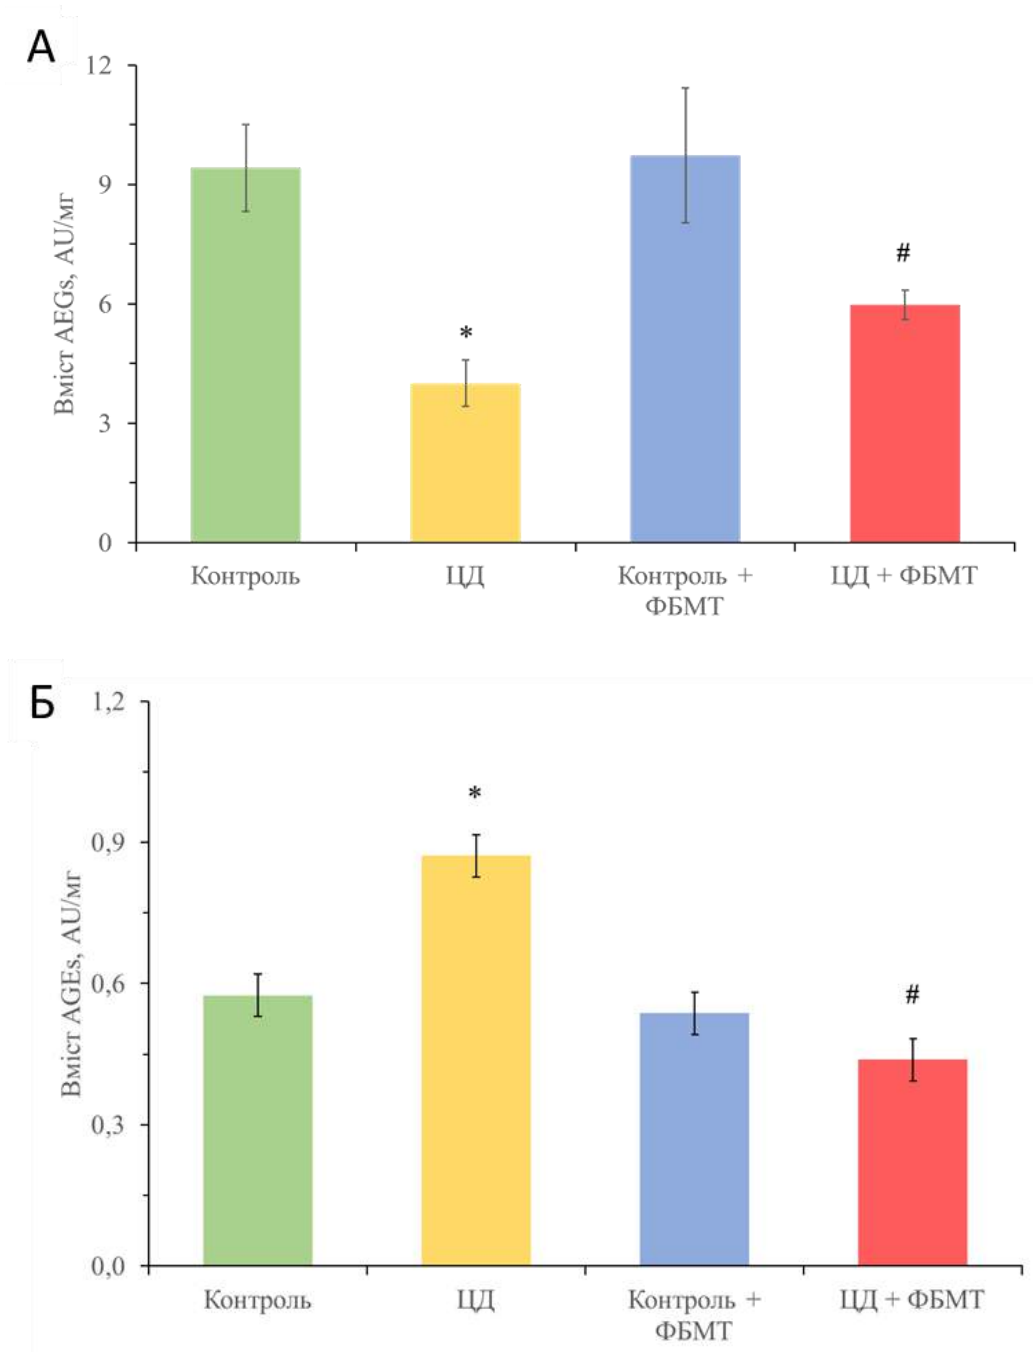 А
12
9
6
3
0
Вміст AEGs, AU/мг
*
#
Контроль
ЦД
Контроль +
ФБМТ
ЦД + ФБМТ
Б
1,2
0,9
0,6
0,3
0,0
Вміст AGEs, AU/мг
*
#
Контроль
ЦД
Контроль +
ФБМТ
ЦД + ФБМТ